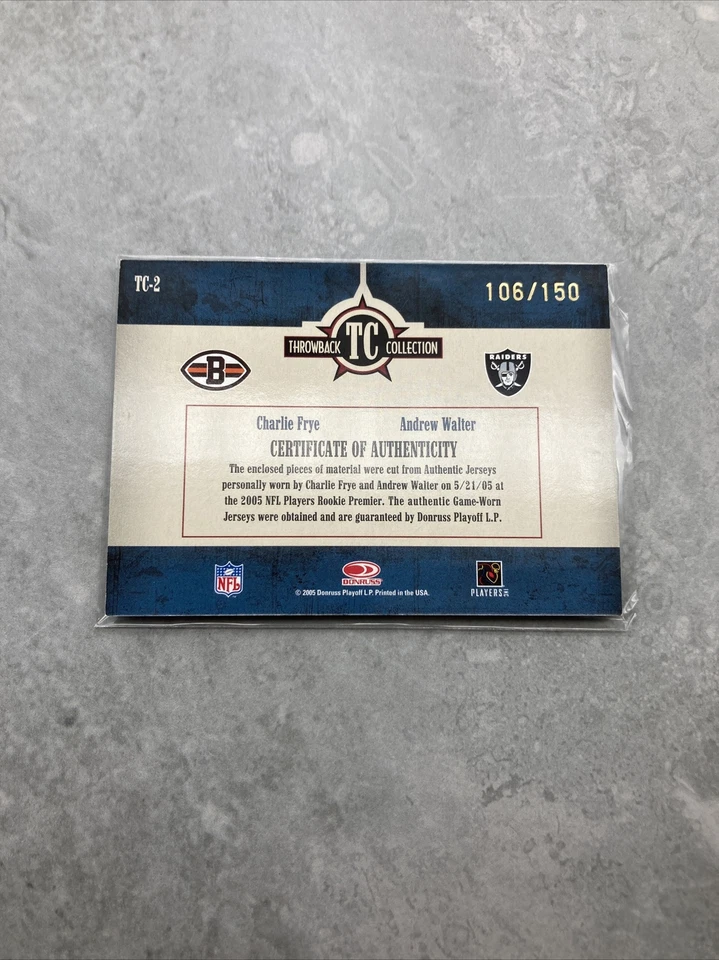 TC-2
106/150
THROWBACK TC COLLECTION
B
RAIDERS
Charlie Frye Andrew Walter
CERTIFICATE OF AUTHENTICITY
The enclosed pieces of material were cut from Authentic Jerseys
personally worn by Charlie Frye and Andrew Walter on 5/21/05 at
the 2005 NFL Players Rookie Premier. The authentic Game-Worn
Jerseys were obtained and are guaranteed by Donruss Playoff L.P.
NFL
DONRUSS
PLAYERS
© 2005 Donruss Playoff L.P. Printed in the USA.